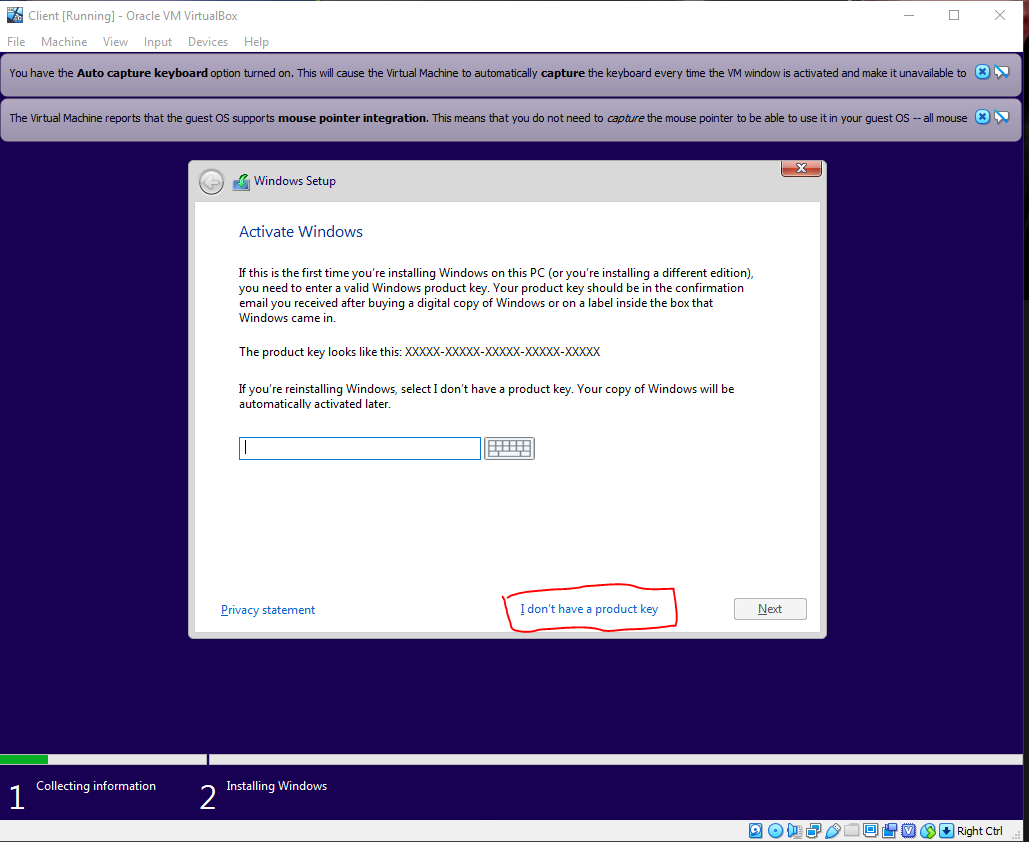 Client [Running] - Oracle VM VirtualBox
File Machine View Input Devices Help
You have the Auto capture keyboard option turned on. This will cause the Virtual Machine to automatically capture the keyboard every time the VM window is activated and make it unavailable to
The Virtual Machine reports that the guest OS supports mouse pointer integration. This means that you do not need to capture the mouse pointer to be able to use it in your guest OS -- all mouse
Windows Setup
Activate Windows
If this is the first time you're installing Windows on this PC (or you're installing a different edition),
you need to enter a valid Windows product key. Your product key should be in the confirmation
email you received after buying a digital copy of Windows or on a label inside the box that
Windows came in.
The product key looks like this: XXXXX-XXXXX-XXXXX-XXXXX-XXXXX
If you're reinstalling Windows, select I don't have a product key. Your copy of Windows will be
automatically activated later.
Privacy statement
I don't have a product key
Next
1 Collecting information
2 Installing Windows
Right Ctrl